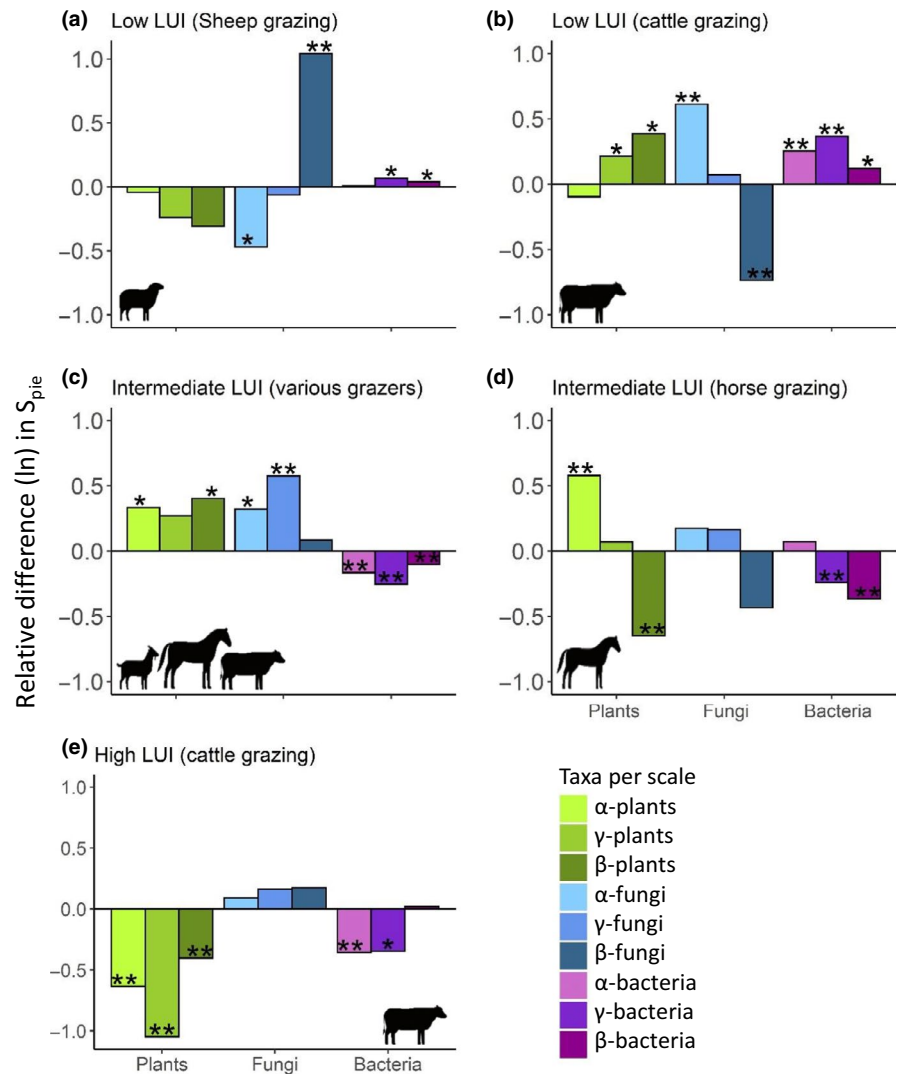 (a) Low LUI (Sheep grazing)
1.0
0.5
0.0
−0.5
−1.0
*
**
*
*
(b) Low LUI (cattle grazing)
1.0
0.5
0.0
−0.5
−1.0
*
*
**
**
**
**
*
Relative difference (ln) in Spie
(c) Intermediate LUI (various grazers)
1.0
0.5
0.0
−0.5
−1.0
*
*
*
**
**
**
**
(d) Intermediate LUI (horse grazing)
1.0
0.5
0.0
−0.5
−1.0
**
**
**
**
Plants Fungi Bacteria
(e) High LUI (cattle grazing)
1.0
0.5
0.0
−0.5
−1.0
**
**
**
**
*
Plants Fungi Bacteria
Taxa per scale
α-plants
γ-plants
β-plants
α-fungi
γ-fungi
β-fungi
α-bacteria
γ-bacteria
β-bacteria